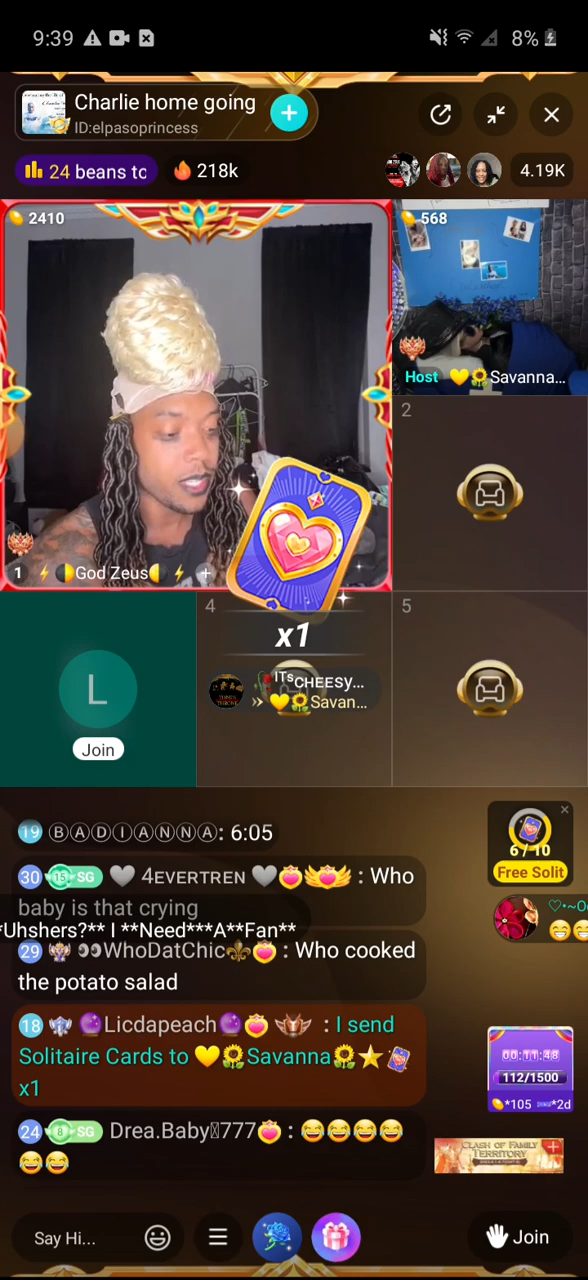 9:39
8%
Charlie home going
ID:elpasoprincess
24 beans to
218k
4.19K
2410
568
Host 💛🌻Savanna...
2
1 ⚡🌓God Zeus🌓⚡ +
4
5
x1
L
Join
ITsCHEESY...
» 💛🌻Savan...
19 ⒷⒶⒹⒾⒶⓃⓃⒶ: 6:05
6 / 10
Free Solit
30 15 SG 🩶 4EVERTREN 🩶 : Who
baby is that crying
*Uhshers?** I **Need***A**Fan**
29 👀WhoDatChic⚜ : Who cooked
the potato salad
18 🔮Licdapeach🔮 : I send
Solitaire Cards to 💛🌻Savanna🌻⭐
x1
00:11:48
112/1500
*105 *2d
24 8 SG Drea.Baby777 : 😂😂😂😂
😂😂
CLASH OF FAMILY
TERRITORY
Say Hi...
Join